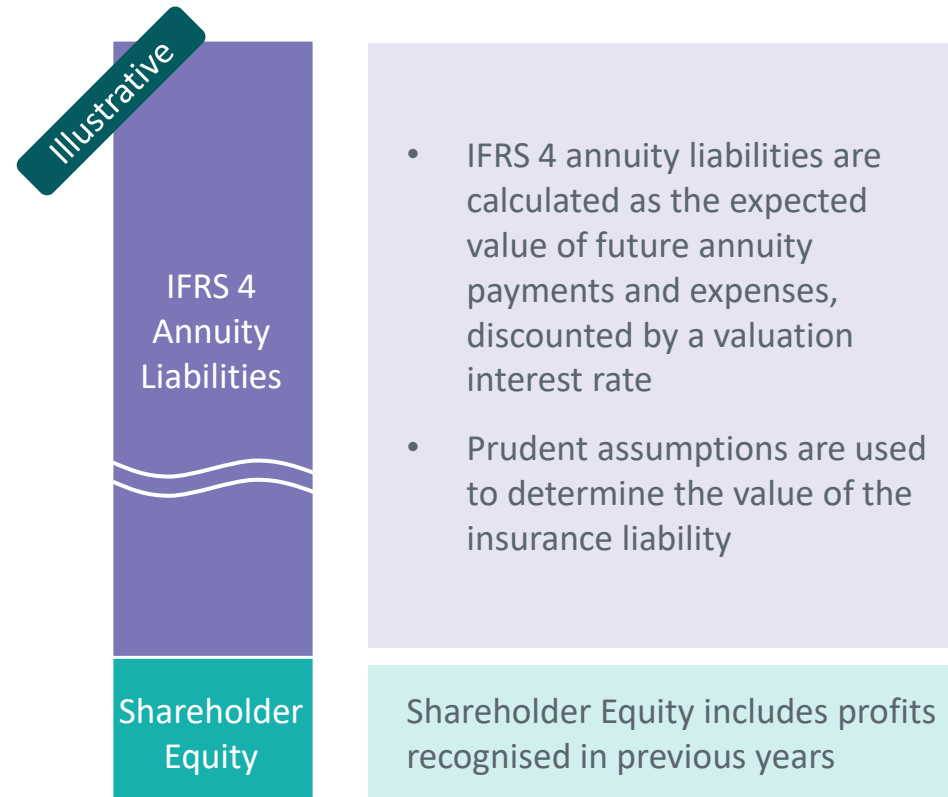 Illustrative
IFRS 4
Annuity
Liabilities
• IFRS 4 annuity liabilities are
calculated as the expected
value of future annuity
payments and expenses,
discounted by a valuation
interest rate
• Prudent assumptions are used
to determine the value of the
insurance liability
Shareholder
Equity
Shareholder Equity includes profits
recognised in previous years